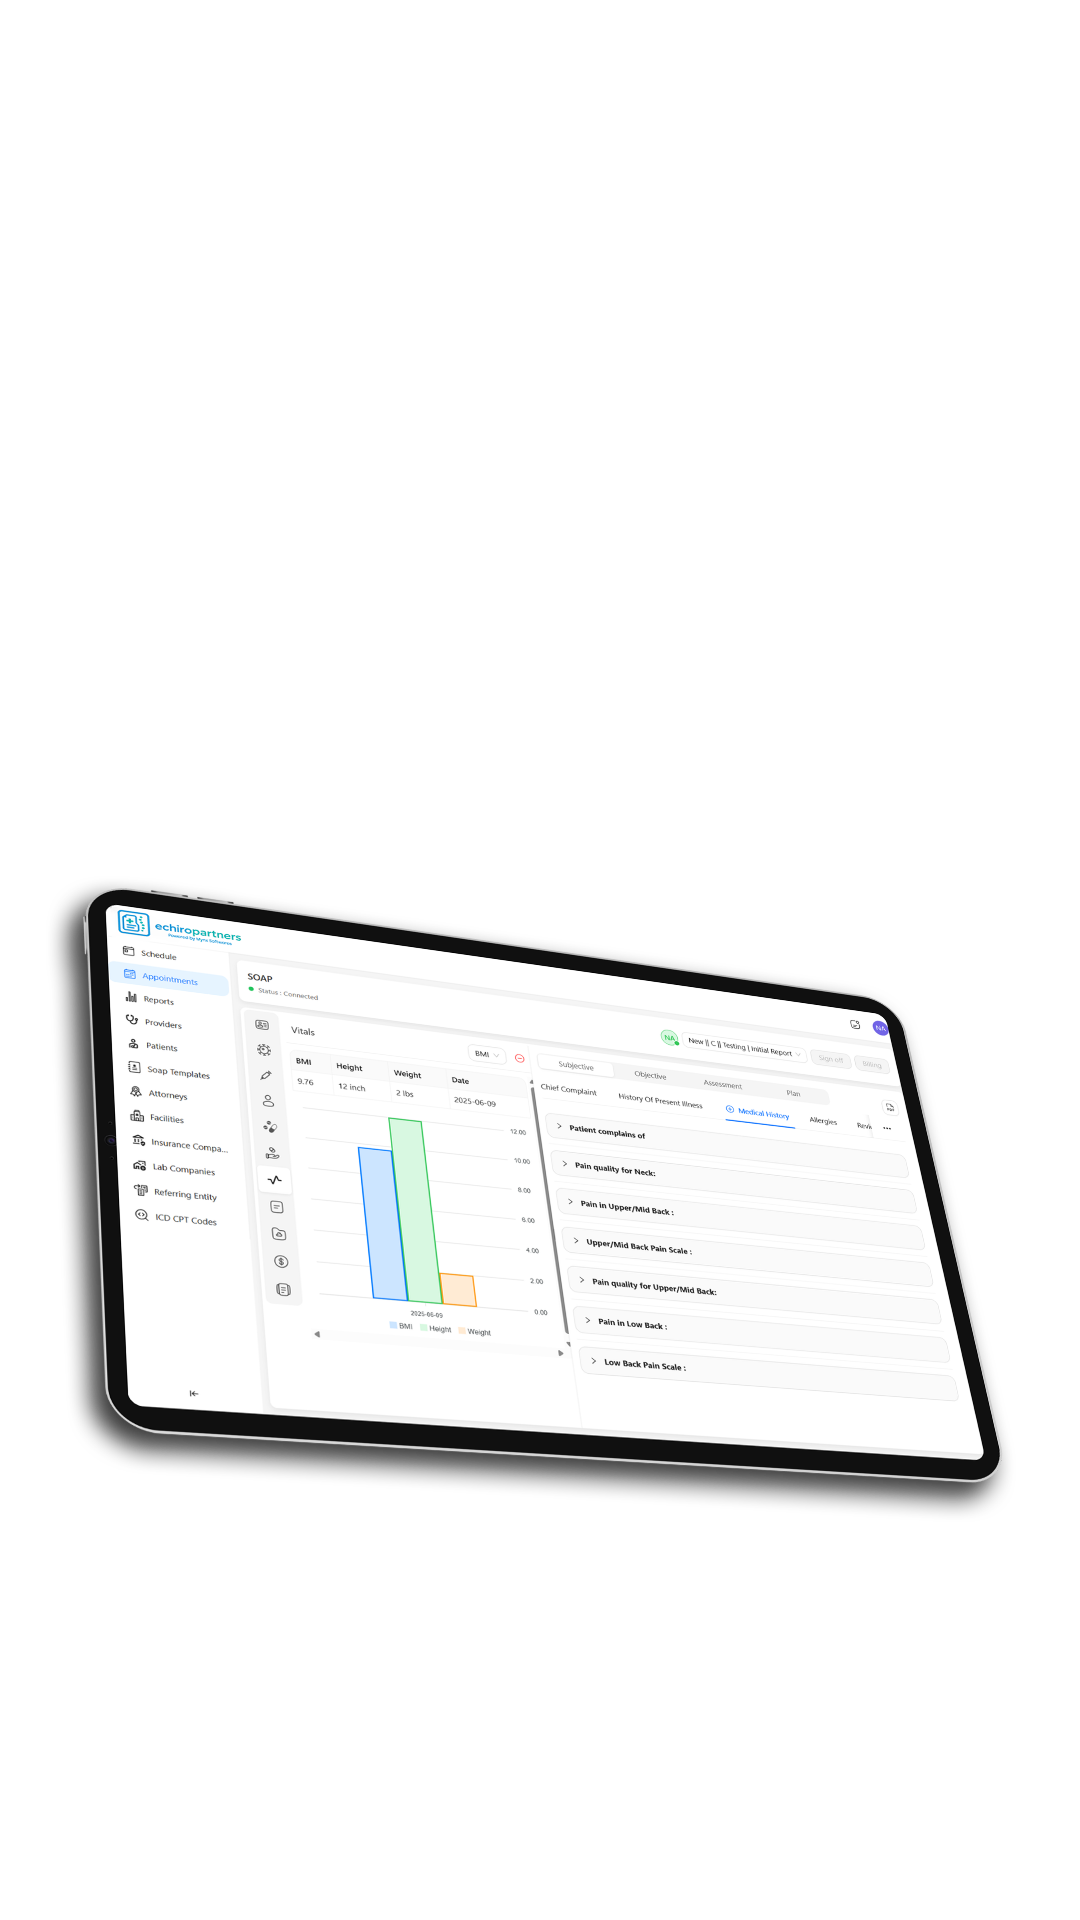 echiropartners
Powered by Myra Softwares
Schedule
Appointments
Reports
Providers
Patients
Soap Templates
Attorneys
Facilities
Insurance Compa...
Lab Companies
Referring Entity
ICD CPT Codes
NA
SOAP
Status : Connected
NA
New || C || Testing ( Initial Report
Sign off
Billing
Vitals
BMI
BMI Height Weight Date
9.76 12 inch 2 lbs 2025-06-09
12.00
10.00
8.00
6.00
4.00
2.00
0.00
2025-06-09
BMI Height Weight
Subjective Objective Assessment Plan
Chief Complaint History Of Present Illness Medical History Allergies
Patient complains of
Pain quality for Neck:
Pain in Upper/Mid Back :
Upper/Mid Back Pain Scale :
Pain quality for Upper/Mid Back:
Pain in Low Back :
Low Back Pain Scale :